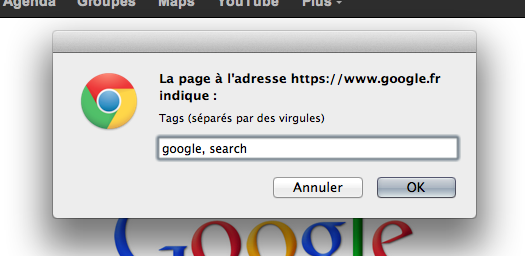 Agenda Groupes Maps YouTube Plus
La page à l'adresse https://www.google.fr
indique :
Tags (séparés par des virgules)
google, search
Annuler OK
Google